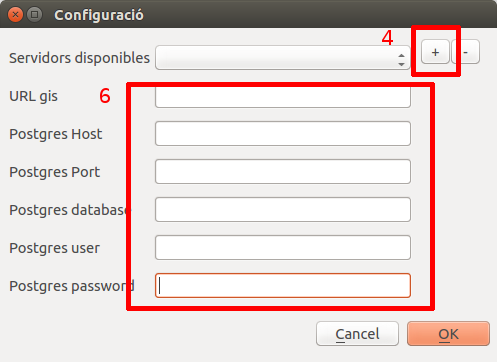 Configuració
4
Servidors disponibles + -
URL gis 6
Postgres Host
Postgres Port
Postgres database
Postgres user
Postgres password
Cancel OK